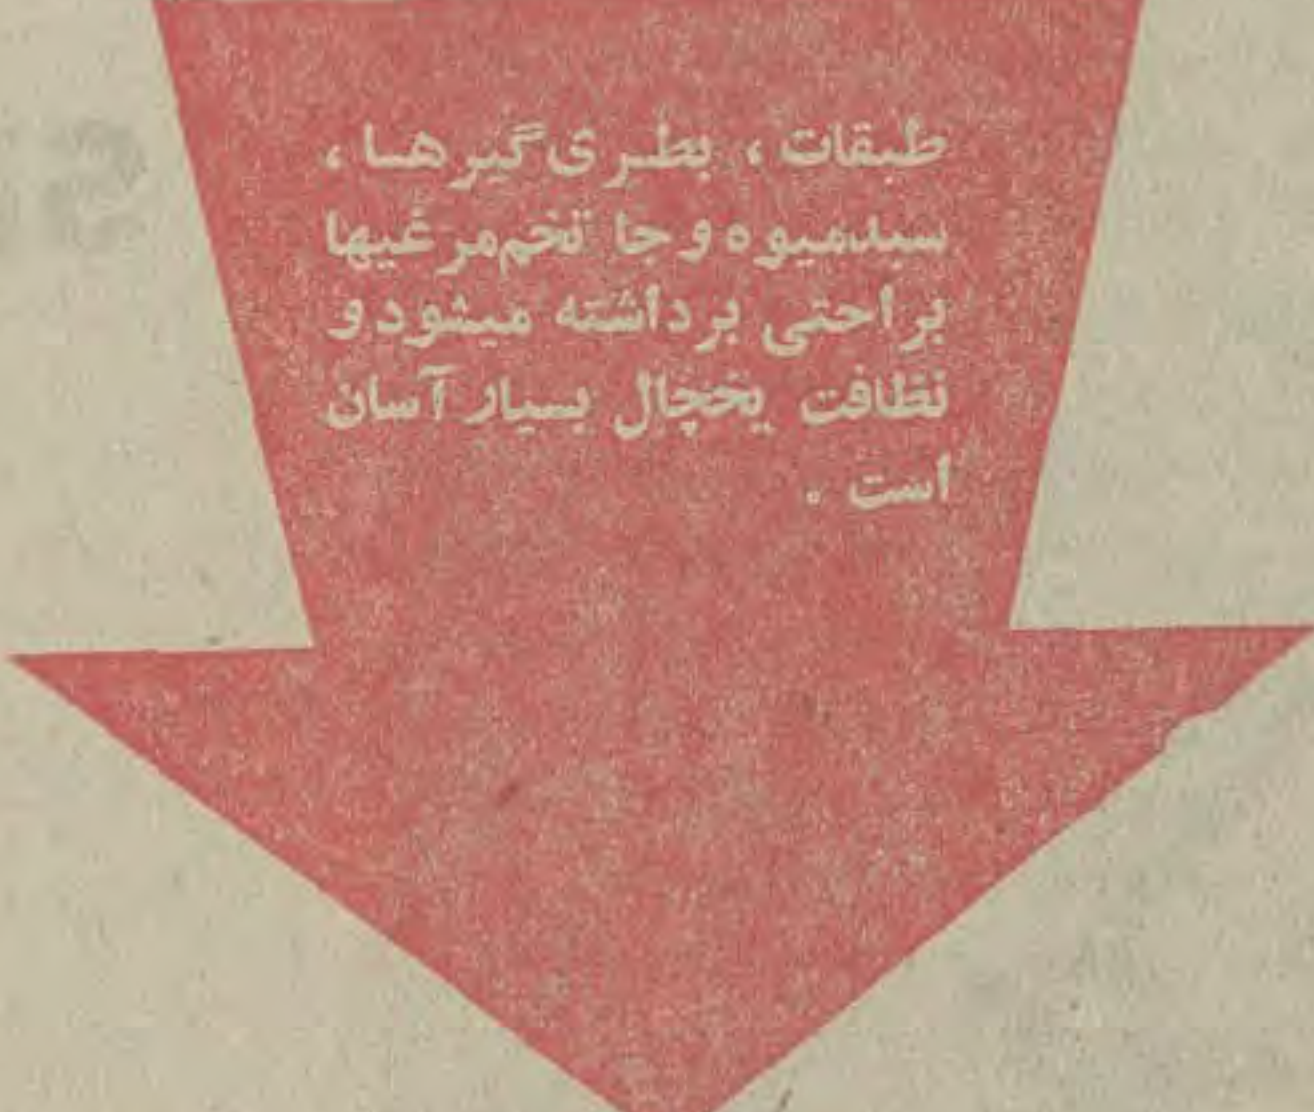 طبقات ، بطری‌گیرها ،
سبدمیوه و جا تخم‌مرغیها
براحتی برداشته میشود و
نظافت یخچال بسیار آسان
است .